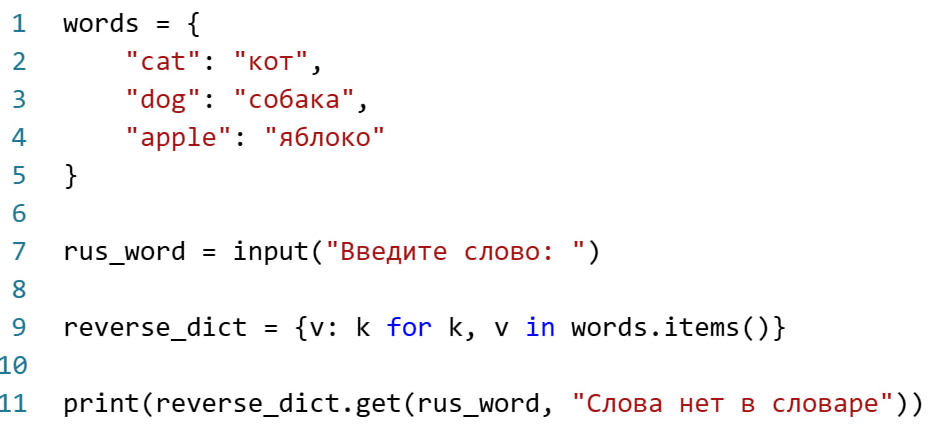 1 words = {
2     "cat": "кот",
3     "dog": "собака",
4     "apple": "яблоко"
5 }
6
7 rus_word = input("Введите слово: ")
8
9 reverse_dict = {v: k for k, v in words.items()}
10
11 print(reverse_dict.get(rus_word, "Слова нет в словаре"))